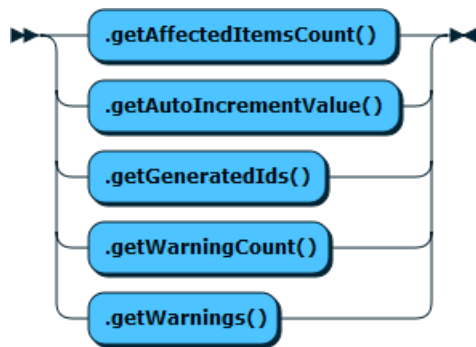 .getAffectedItemsCount()
.getAutoIncrementValue()
.getGeneratedIds()
.getWarningCount()
.getWarnings()